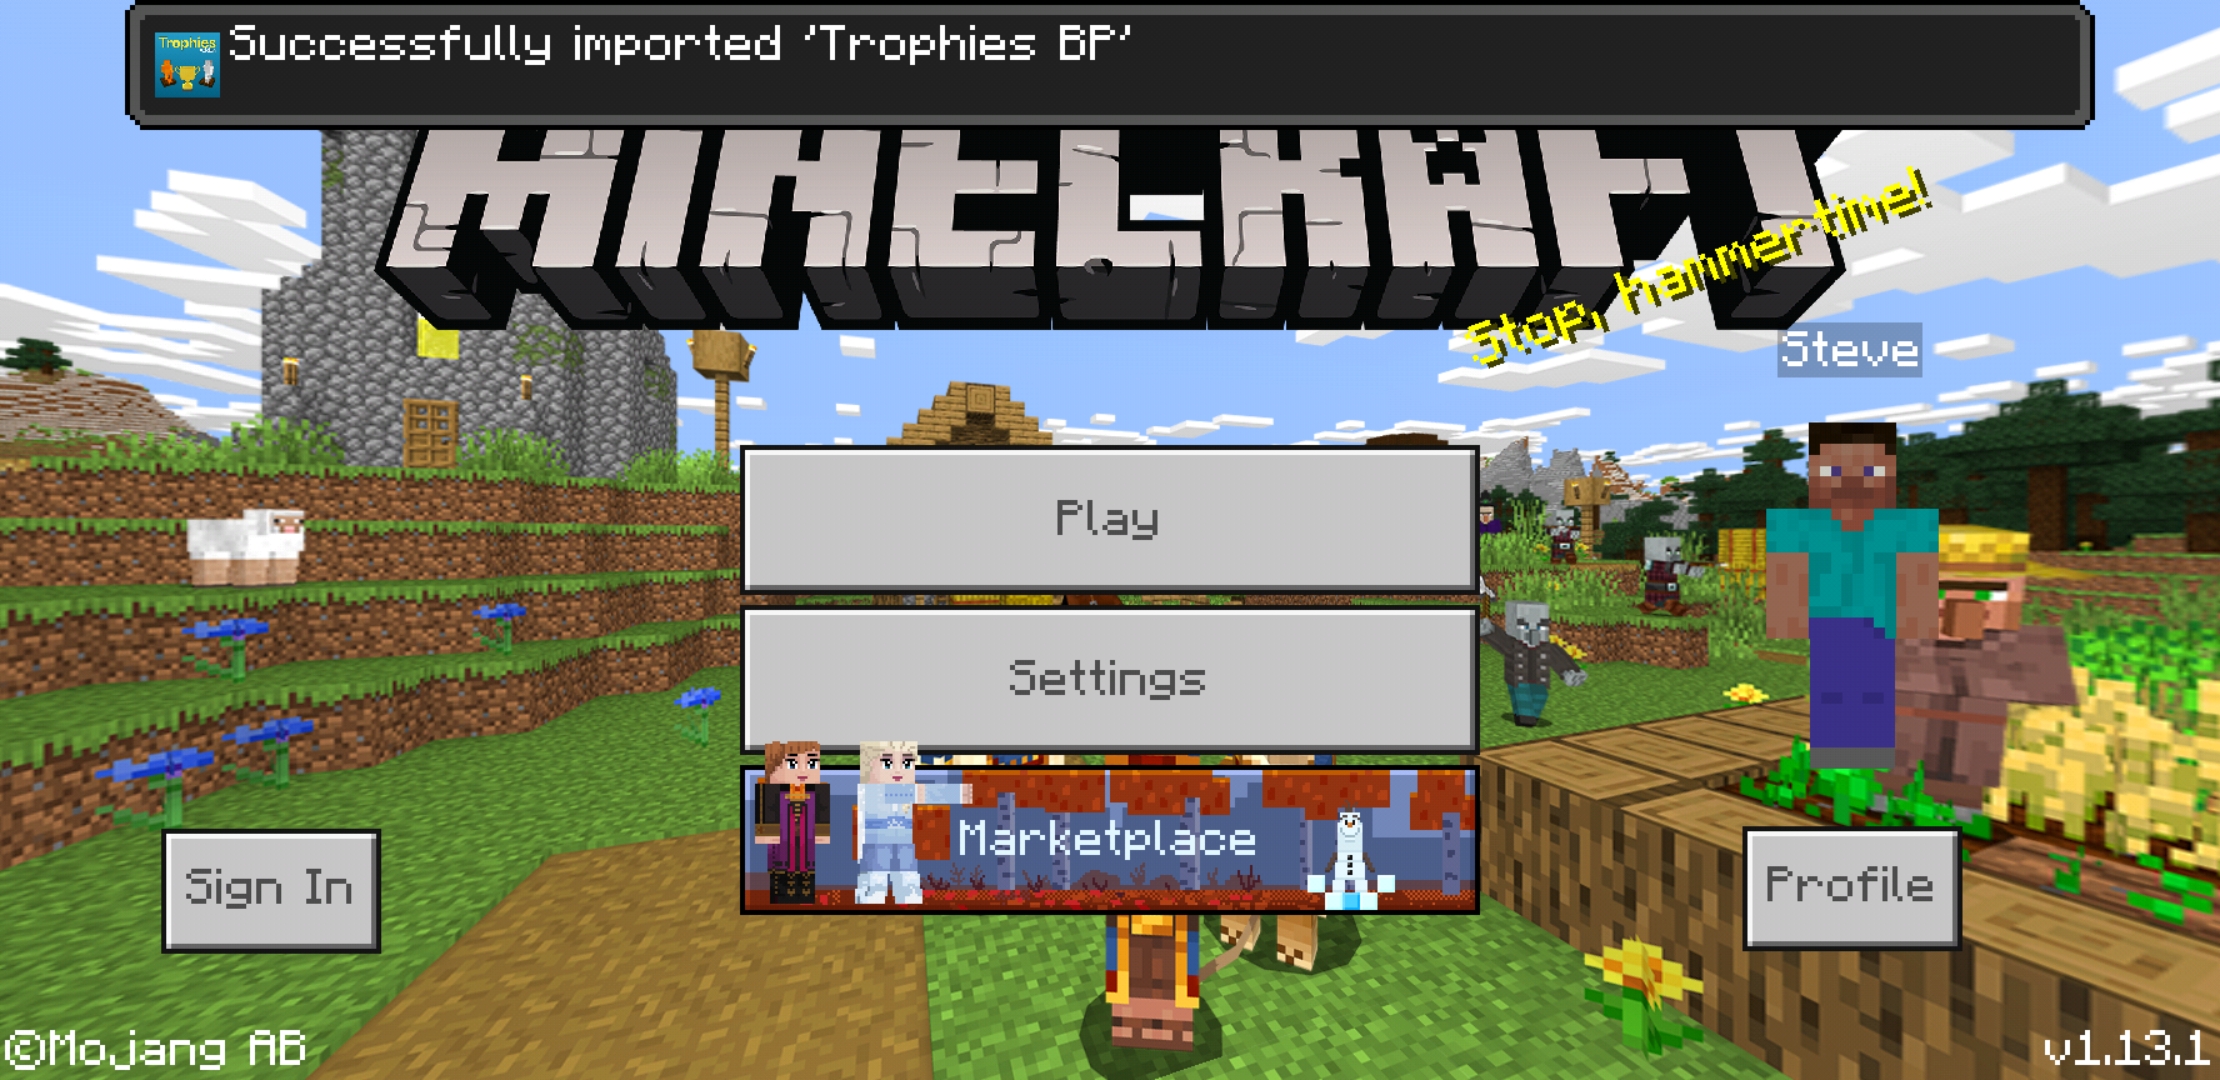 Trophies
Successfully imported 'Trophies BP'
MINECRAFT
Stop, hammertime!
Steve
Play
Settings
Marketplace
Sign In
Profile
©Mojang AB
v1.13.1